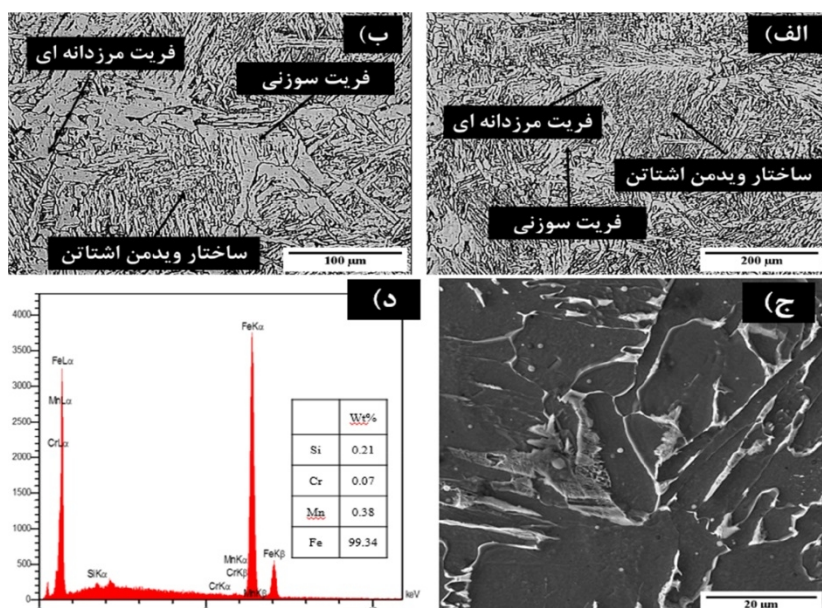 الف)
فریت مرزدانه ای
ساختار ویدمن اشتاتن
فریت سوزنی
200 µm
ب)
فریت مرزدانه ای
فریت سوزنی
ساختار ویدمن اشتاتن
100 µm
ج)
20 µm
د)
4000
3500
3000
2500
2000
1500
1000
500
0
FeLα
MnLα
CrLα
SiKα
FeKα
MnKα
CrKβ
CrKα
FeKβ
keV
Wt%
Si 0.21
Cr 0.07
Mn 0.38
Fe 99.34